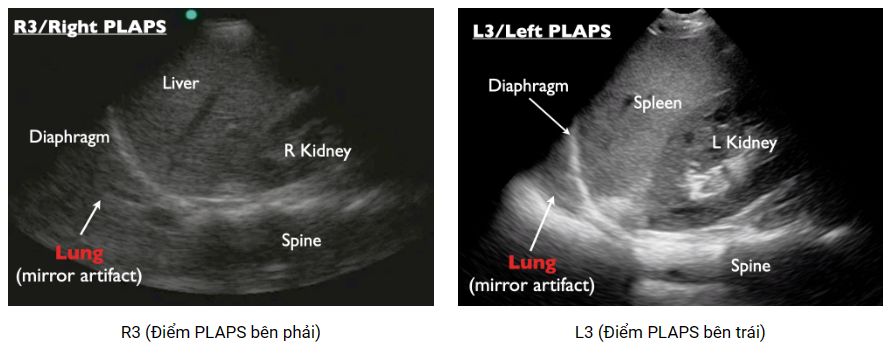 R3/Right PLAPS
Liver
Diaphragm
R Kidney
Lung
(mirror artifact)
Spine
L3/Left PLAPS
Diaphragm
Spleen
L Kidney
Lung
(mirror artifact)
Spine
R3 (Điểm PLAPS bên phải)
L3 (Điểm PLAPS bên trái)